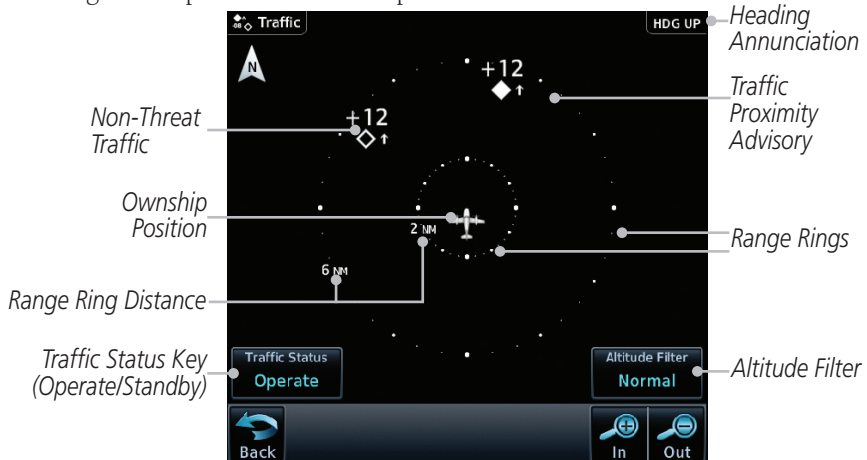 Traffic
HDG UP
Heading
Annunciation
N
+12
Traffic
Proximity
Advisory
Non-Threat
Traffic
+12
Ownship
Position
2 NM
Range Rings
6 NM
Range Ring Distance
Traffic Status Key
(Operate/Standby)
Traffic Status
Operate
Altitude Filter
Normal
Altitude Filter
Back
In
Out